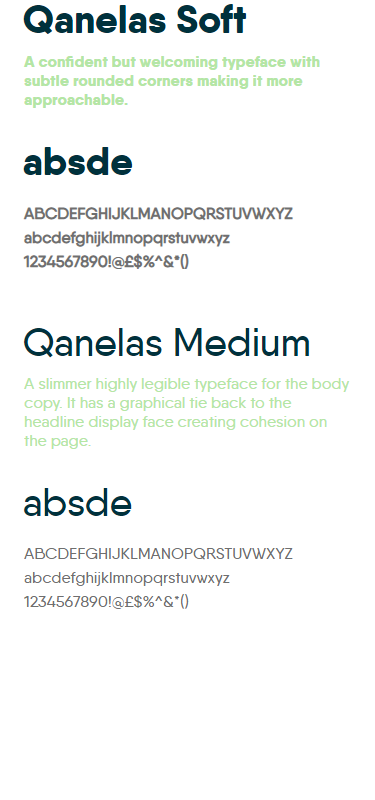 Qanelas Soft
A confident but welcoming typeface with
subtle rounded corners making it more
approachable.
absde
ABCDEFGHIJKLMANOPQRSTUVWXYZ
abcdefghijklmnopqrstuvwxyz
1234567890!@£$%^&*()
Qanelas Medium
A slimmer highly legible typeface for the body
copy. It has a graphical tie back to the
headline display face creating cohesion on
the page.
absde
ABCDEFGHIJKLMANOPQRSTUVWXYZ
abcdefghijklmnopqrstuvwxyz
1234567890!@£$%^&*()